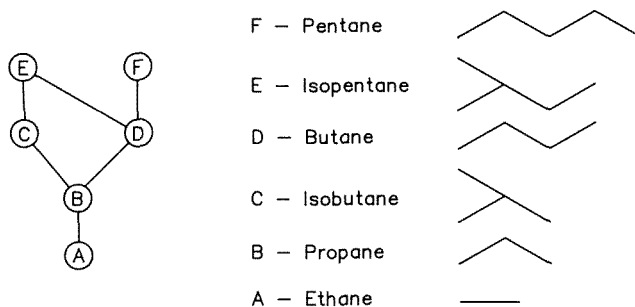 E
F
C
D
B
A
F – Pentane
E – Isopentane
D – Butane
C – Isobutane
B – Propane
A – Ethane